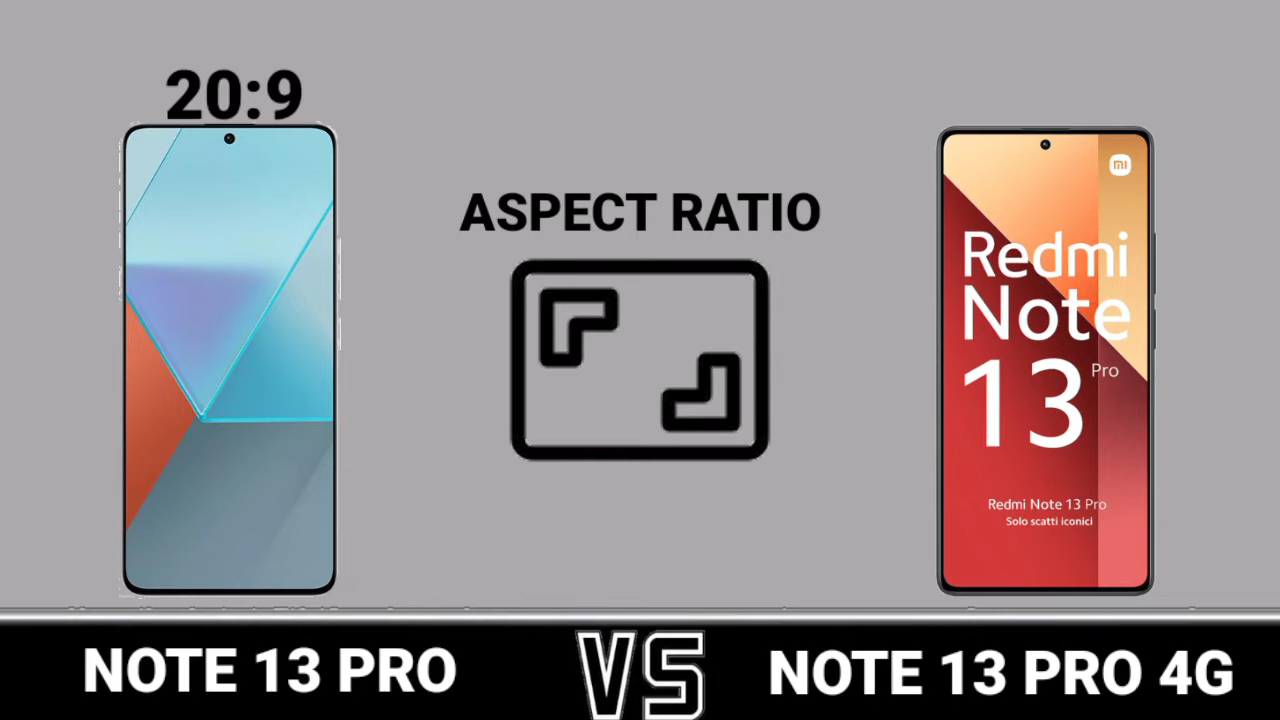 20:9
ASPECT RATIO
mi
Redmi
Note
13 Pro
Redmi Note 13 Pro
Solo scatti iconici
NOTE 13 PRO
VS
NOTE 13 PRO 4G